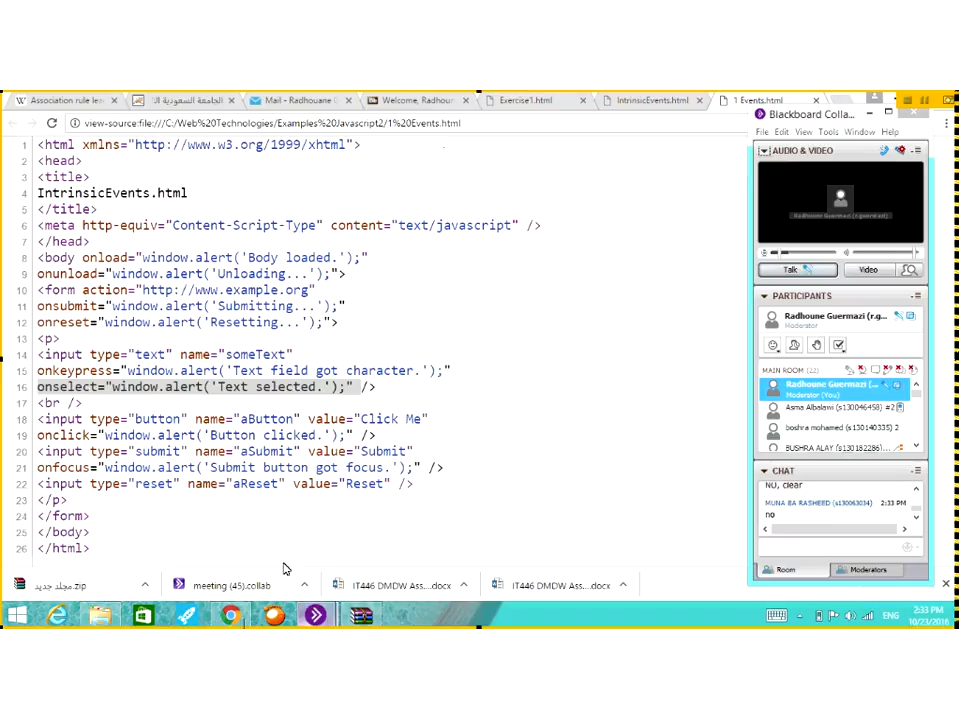 Association rule lea
الجامعة السعودية الإ
Mail - Radhouane G
Welcome, Radhour
Exercise1.html
IntrinsicEvents.html
1 Events.html
view-source:file:///C:/Web%20Technologies/Examples%20Javascript2/1%20Events.html
1 <html xmlns="http://www.w3.org/1999/xhtml">
2 <head>
3 <title>
4 IntrinsicEvents.html
5 </title>
6 <meta http-equiv="Content-Script-Type" content="text/javascript" />
7 </head>
8 <body onload="window.alert('Body loaded.');"
9 onunload="window.alert('Unloading...');">
10 <form action="http://www.example.org"
11 onsubmit="window.alert('Submitting...');"
12 onreset="window.alert('Resetting...');">
13 <p>
14 <input type="text" name="someText"
15 onkeypress="window.alert('Text field got character.');"
16 onselect="window.alert('Text selected.');" />
17 <br />
18 <input type="button" name="aButton" value="Click Me"
19 onclick="window.alert('Button clicked.');" />
20 <input type="submit" name="aSubmit" value="Submit"
21 onfocus="window.alert('Submit button got focus.');" />
22 <input type="reset" name="aReset" value="Reset" />
23 </p>
24 </form>
25 </body>
26 </html>
Blackboard Colla...
File Edit View Tools Window Help
AUDIO & VIDEO
Radhoune Guermazi (r.guermazi)
Talk
Video
PARTICIPANTS
Radhoune Guermazi (r.g...
Moderator
MAIN ROOM (22)
Radhoune Guermazi (...
Moderator (You)
Asma Albalawi (s130046458) #2
boshra mohamed (s130140335) 2
BUSHRA ALAY (s130182286)...
CHAT
NO, clear
MUNA BA RASHEED (s130063034) 2:33 PM
no
Room
Moderators
مجلد جديد.zip
meeting (45).collab
IT446 DMDW Ass....docx
IT446 DMDW Ass....docx
ENG
2:33 PM
10/23/2016